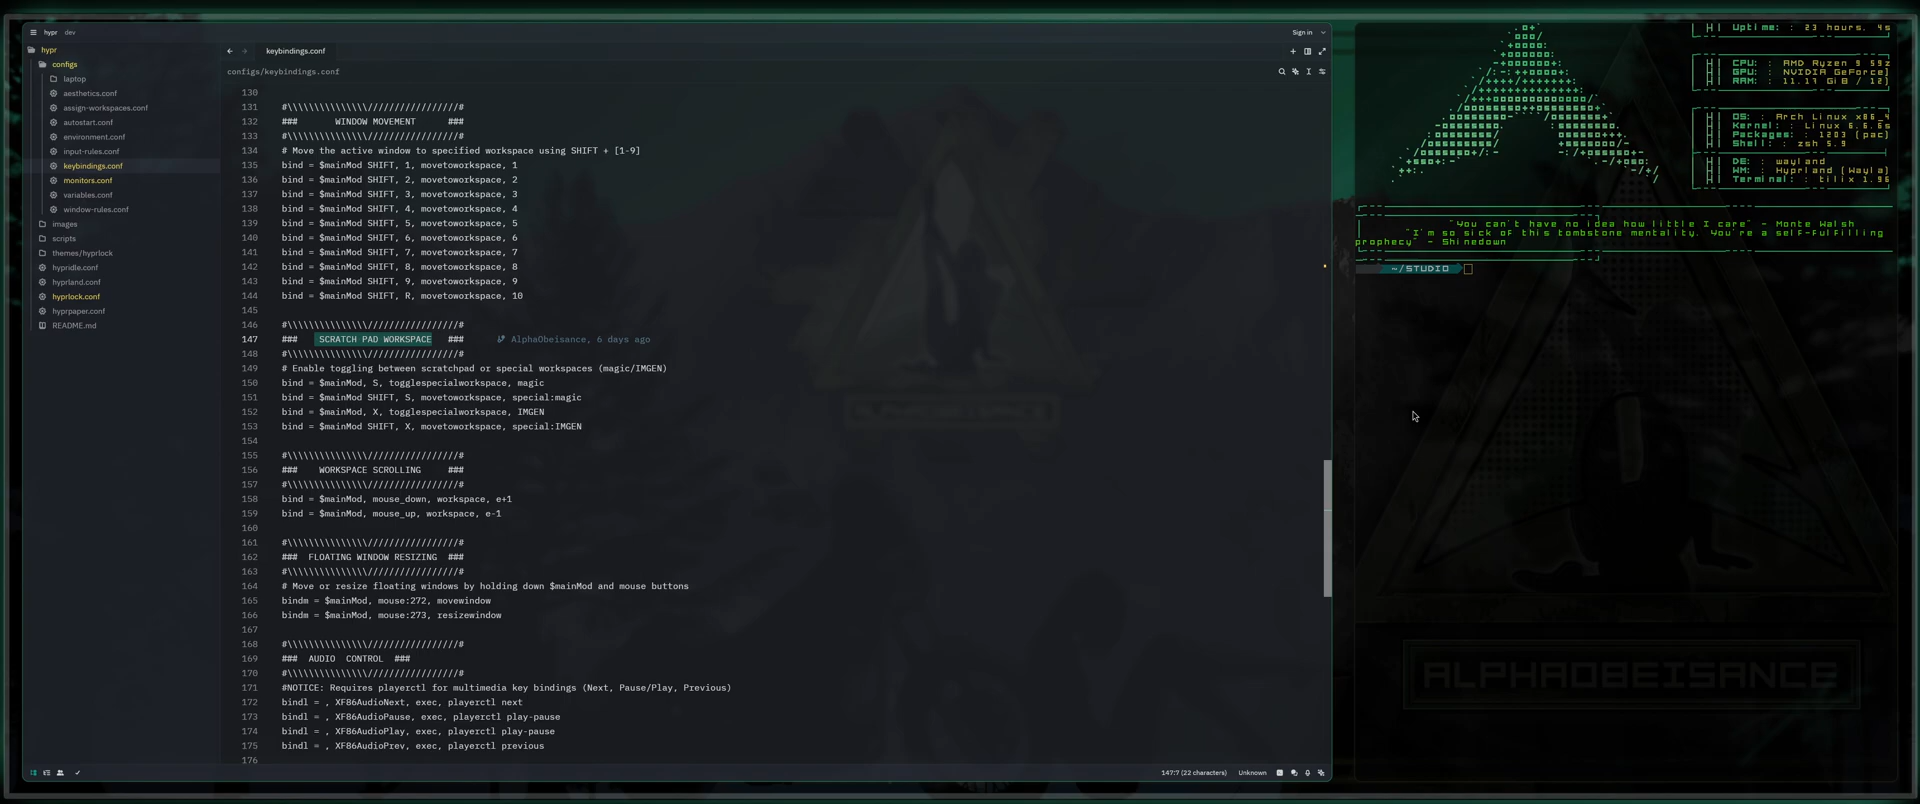 hypr dev
Sign in
hypr
configs
laptop
aesthetics.conf
assign-workspaces.conf
autostart.conf
environment.conf
input-rules.conf
keybindings.conf
monitors.conf
variables.conf
window-rules.conf
images
scripts
themes/hyprlock
hypridle.conf
hyprland.conf
hyprlock.conf
hyprpaper.conf
README.md
keybindings.conf
configs/keybindings.conf
130
131 #\\\\\\\\\\\\\\\/////////////////#
132 ### WINDOW MOVEMENT ###
133 #\\\\\\\\\\\\\\\/////////////////#
134 # Move the active window to specified workspace using SHIFT + [1-9]
135 bind = $mainMod SHIFT, 1, movetoworkspace, 1
136 bind = $mainMod SHIFT, 2, movetoworkspace, 2
137 bind = $mainMod SHIFT, 3, movetoworkspace, 3
138 bind = $mainMod SHIFT, 4, movetoworkspace, 4
139 bind = $mainMod SHIFT, 5, movetoworkspace, 5
140 bind = $mainMod SHIFT, 6, movetoworkspace, 6
141 bind = $mainMod SHIFT, 7, movetoworkspace, 7
142 bind = $mainMod SHIFT, 8, movetoworkspace, 8
143 bind = $mainMod SHIFT, 9, movetoworkspace, 9
144 bind = $mainMod SHIFT, R, movetoworkspace, 10
145
146 #\\\\\\\\\\\\\\\/////////////////#
147 ### SCRATCH PAD WORKSPACE ### AlphaObeisance, 6 days ago
148 #\\\\\\\\\\\\\\\/////////////////#
149 # Enable toggling between scratchpad or special workspaces (magic/IMGEN)
150 bind = $mainMod, S, togglespecialworkspace, magic
151 bind = $mainMod SHIFT, S, movetoworkspace, special:magic
152 bind = $mainMod, X, togglespecialworkspace, IMGEN
153 bind = $mainMod SHIFT, X, movetoworkspace, special:IMGEN
154
155 #\\\\\\\\\\\\\\\/////////////////#
156 ### WORKSPACE SCROLLING ###
157 #\\\\\\\\\\\\\\\/////////////////#
158 bind = $mainMod, mouse_down, workspace, e+1
159 bind = $mainMod, mouse_up, workspace, e-1
160
161 #\\\\\\\\\\\\\\\/////////////////#
162 ### FLOATING WINDOW RESIZING ###
163 #\\\\\\\\\\\\\\\/////////////////#
164 # Move or resize floating windows by holding down $mainMod and mouse buttons
165 bindm = $mainMod, mouse:272, movewindow
166 bindm = $mainMod, mouse:273, resizewindow
167
168 #\\\\\\\\\\\\\\\/////////////////#
169 ### AUDIO CONTROL ###
170 #\\\\\\\\\\\\\\\/////////////////#
171 #NOTICE: Requires playerctl for multimedia key bindings (Next, Pause/Play, Previous)
172 bindl = , XF86AudioNext, exec, playerctl next
173 bindl = , XF86AudioPause, exec, playerctl play-pause
174 bindl = , XF86AudioPlay, exec, playerctl play-pause
175 bindl = , XF86AudioPrev, exec, playerctl previous
176
147:7 (22 characters) Unknown
Uptime: : 23 hours, 4s
CPU: : AMD Ryzen 9
GPU: : NVIDIA GeForce]
RAM: : 11.17 GiB / 12]
OS: : Arch Linux
Kernel: : Linux 6.6.6s
Packages: : 1203 (pac)
Shell: : zsh 5.9
DE: : wayland
WM: : Hyprland (Wayla]
Terminal: : tilix 1.96
"You can't have no idea how little I care" - Monte Walsh
"I'm so sick of this tombstone mentality. You're a self-fulfilling
prophecy" - Shinedown
~/STUDIO
ALPHAOBEISANCE
ALPHAOBEISANCE